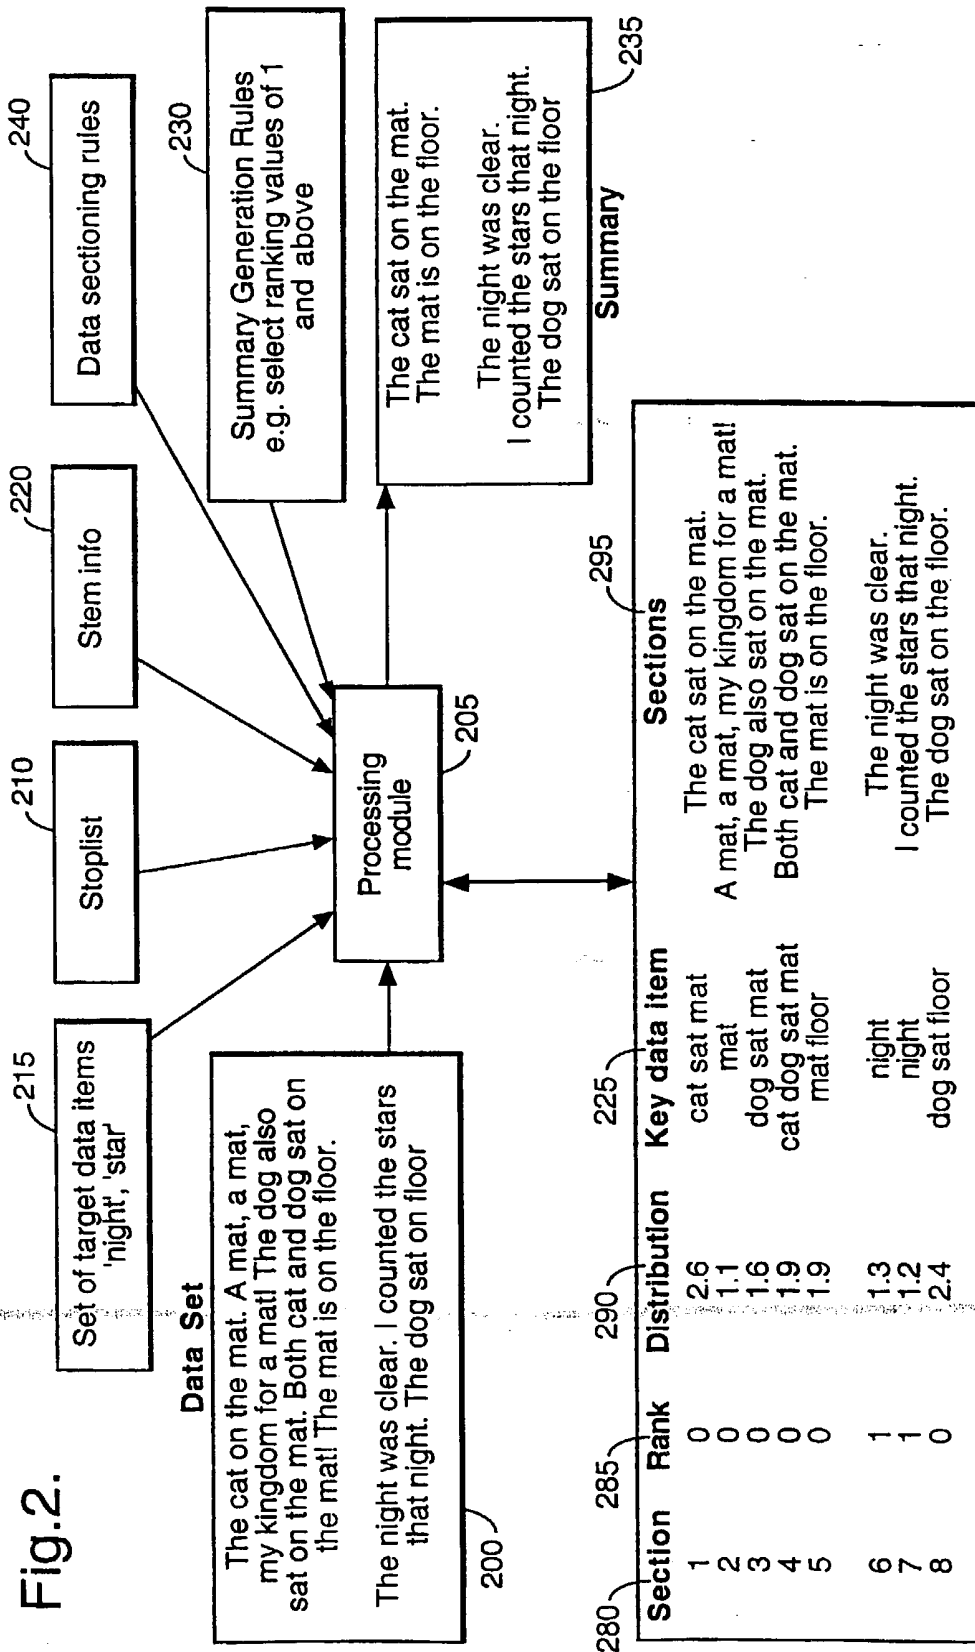 Fig.2.
215
Set of target data items
'night', 'star'
210
Stoplist
220
Stem info
240
Data sectioning rules
Data Set
The cat on the mat. A mat, a mat,
my kingdom for a mat! The dog also
sat on the mat. Both cat and dog sat on
the mat! The mat is on the floor.
The night was clear. I counted the stars
that night. The dog sat on floor
200
Processing
module
205
230
Summary Generation Rules
e.g. select ranking values of 1
and above
The cat sat on the mat.
The mat is on the floor.
The night was clear.
I counted the stars that night.
The dog sat on the floor
235
Summary
280 285 290 225 295
Section Rank Distribution Key data item Sections
1 0 2.6 cat sat mat The cat sat on the mat.
2 0 1.1 mat A mat, a mat, my kingdom for a mat!
3 0 1.6 dog sat mat The dog also sat on the mat.
4 0 1.9 cat dog sat mat Both cat and dog sat on the mat.
5 0 1.9 mat floor The mat is on the floor.
6 1 1.3 night The night was clear.
7 1 1.2 night I counted the stars that night.
8 0 2.4 dog sat floor The dog sat on the floor.